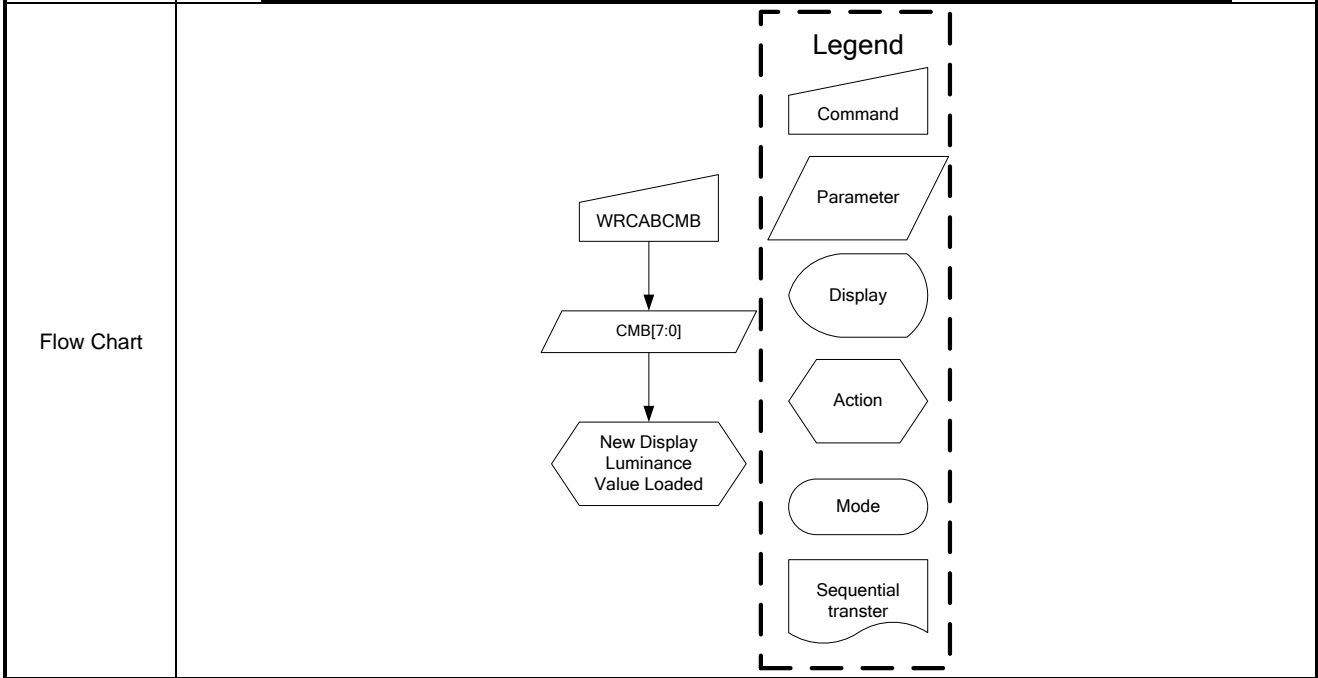 Flow Chart
WRCABCMB
CMB[7:0]
New Display
Luminance
Value Loaded
Legend
Command
Parameter
Display
Action
Mode
Sequential
transter